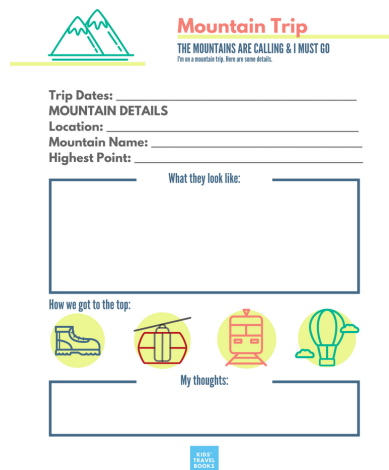 Mountain Trip
THE MOUNTAINS ARE CALLING & I MUST GO
I'm on a mountain trip. Here are some details.
Trip Dates:
MOUNTAIN DETAILS
Location:
Mountain Name:
Highest Point:
What they look like:
How we got to the top:
My thoughts:
KIDS'
TRAVEL
BOOKS